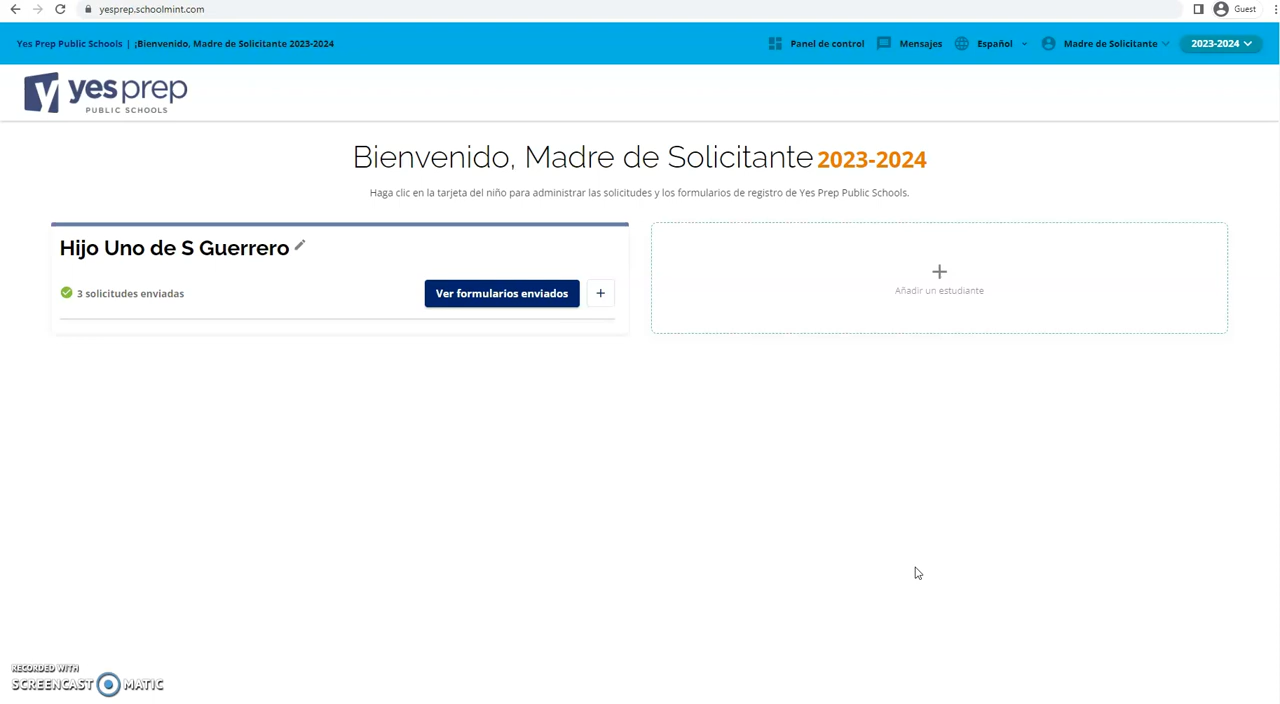 yesprep.schoolmint.com
Guest
Yes Prep Public Schools | ¡Bienvenido, Madre de Solicitante 2023-2024
Panel de control
Mensajes
Español
Madre de Solicitante
2023-2024
yesprep
PUBLIC SCHOOLS
Bienvenido, Madre de Solicitante 2023-2024
Haga clic en la tarjeta del niño para administrar las solicitudes y los formularios de registro de Yes Prep Public Schools.
Hijo Uno de S Guerrero
3 solicitudes enviadas
Ver formularios enviados
+
+
Añadir un estudiante
RECORDED WITH
SCREENCAST MATIC